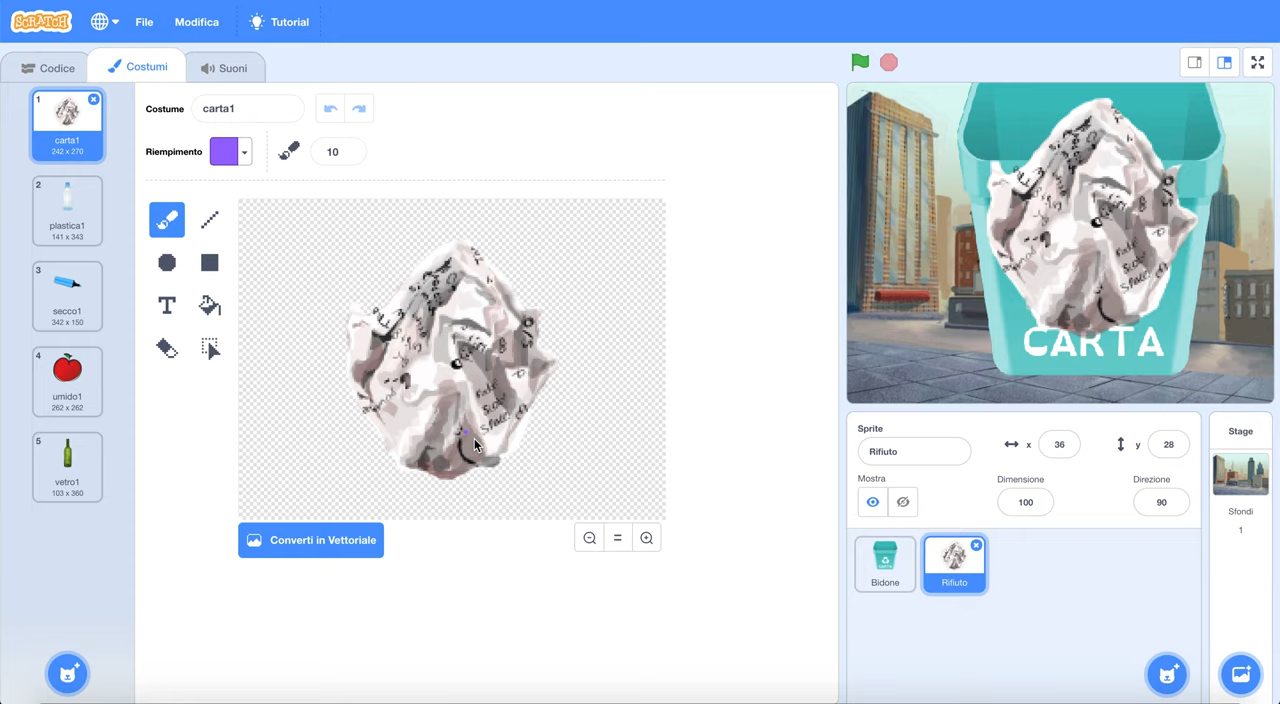 SCRATCH
File
Modifica
Tutorial
Codice
Costumi
Suoni
1
carta1
242 x 270
2
plastica1
141 x 343
3
secco1
342 x 150
4
umido1
262 x 262
5
vetro1
103 x 360
Costume
carta1
Riempimento
10
T
Converti in Vettoriale
CARTA
Sprite
Rifiuto
x
36
y
28
Mostra
Dimensione
100
Direzione
90
CARTA
Bidone
Rifiuto
Stage
Sfondi
1